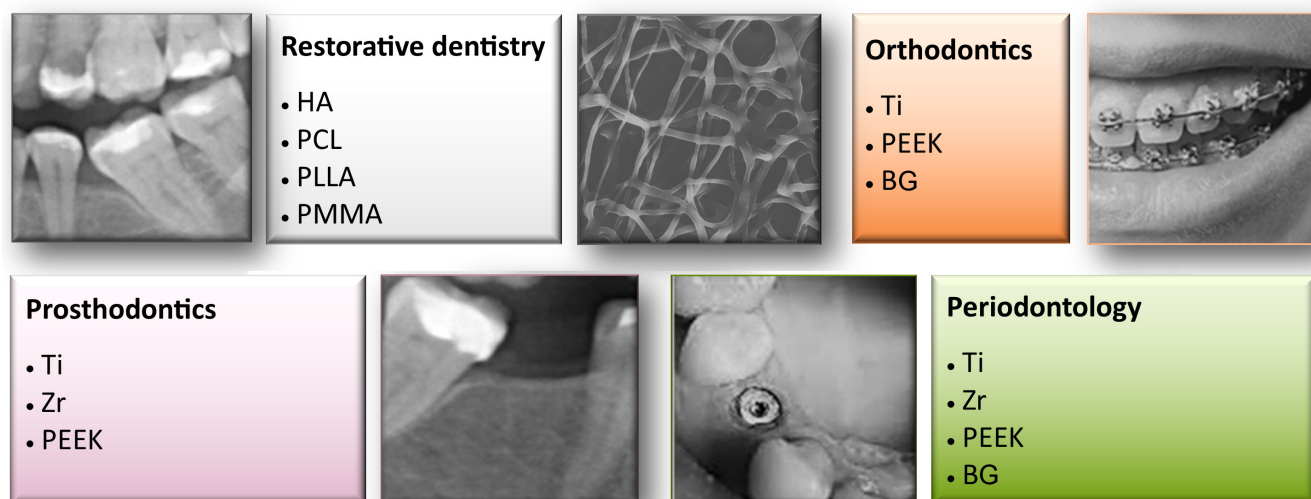 Restorative dentistry
• HA
• PCL
• PLLA
• PMMA
Orthodontics
• Ti
• PEEK
• BG
Prosthodontics
• Ti
• Zr
• PEEK
Periodontology
• Ti
• Zr
• PEEK
• BG